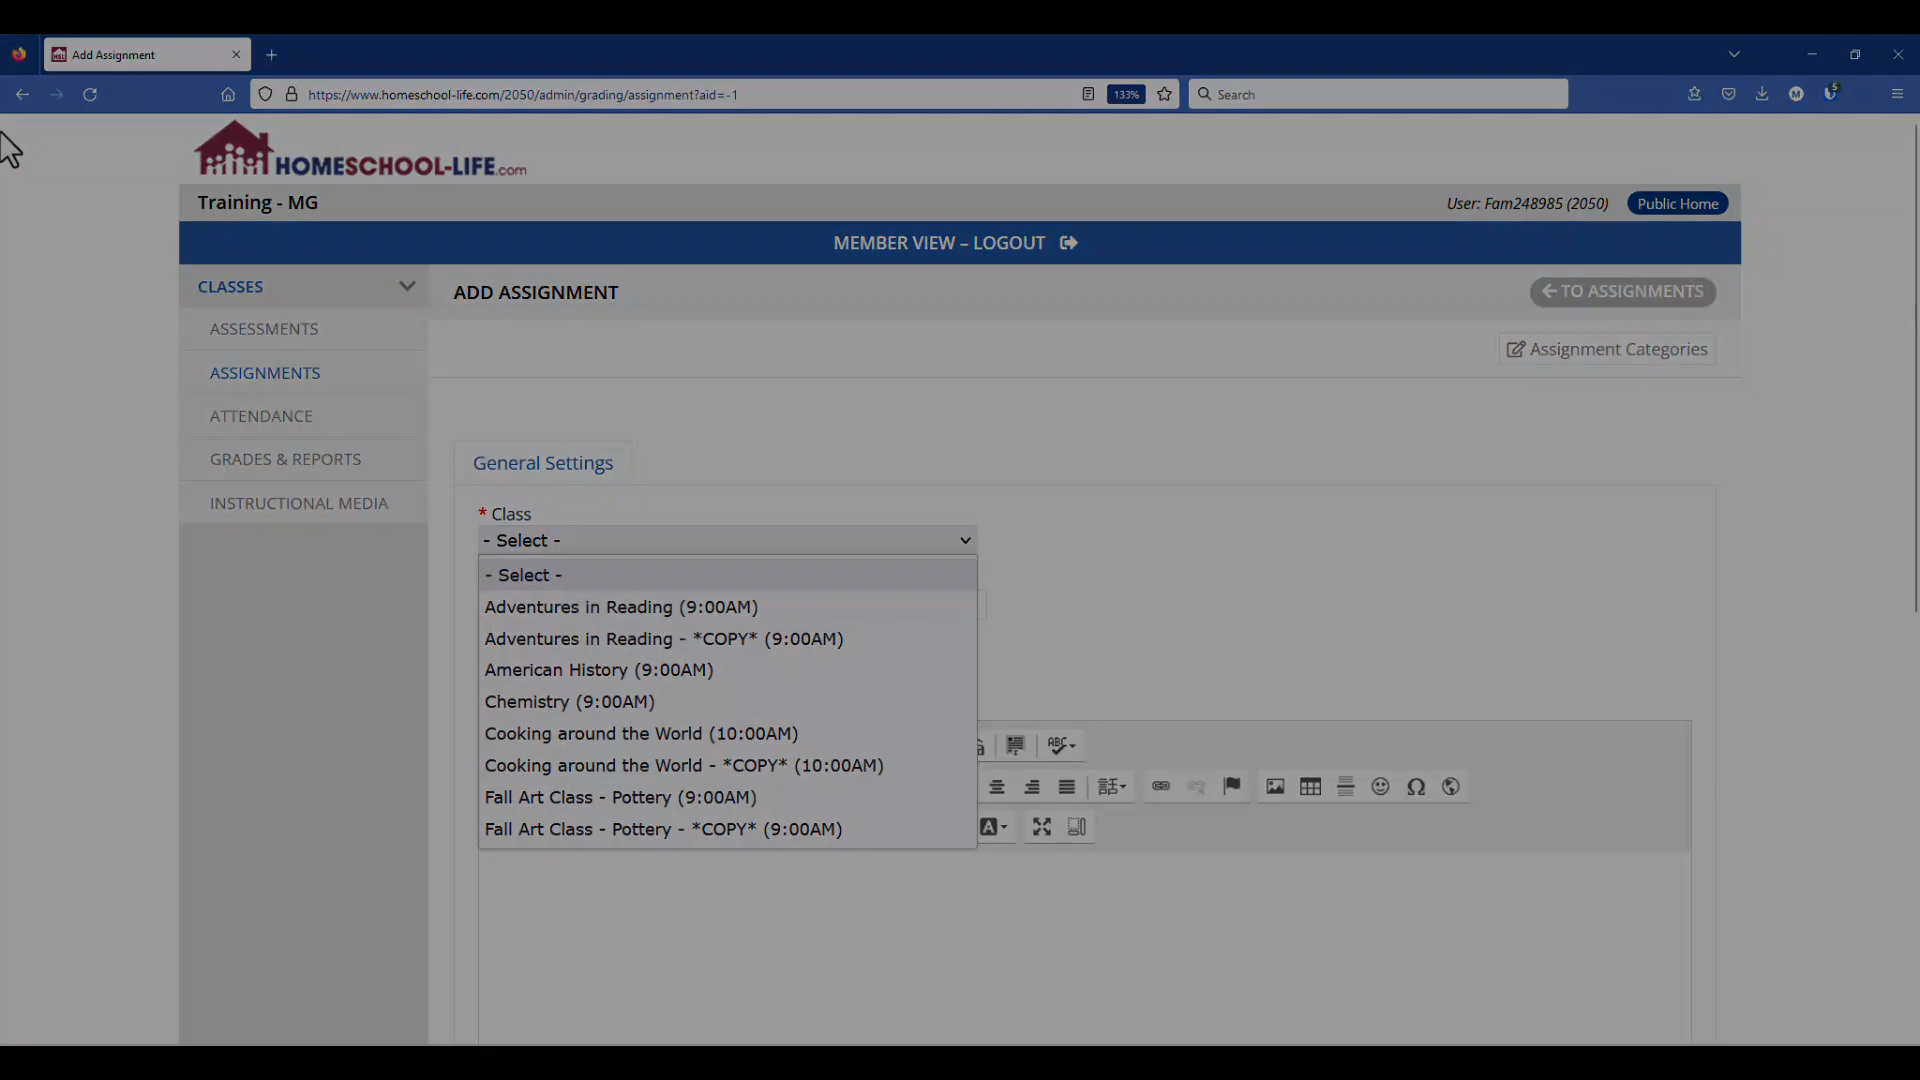 Add Assignment
https://www.homeschool-life.com/2050/admin/grading/assignment?aid=-1
133%
Search
M
5
HSL
HOMESCHOOL-LIFE.com
Training - MG
User: Fam248985 (2050)
Public Home
MEMBER VIEW – LOGOUT
CLASSES
ADD ASSIGNMENT
TO ASSIGNMENTS
ASSESSMENTS
Assignment Categories
ASSIGNMENTS
ATTENDANCE
GRADES & REPORTS
INSTRUCTIONAL MEDIA
General Settings
* Class
- Select -
- Select -
Adventures in Reading (9:00AM)
Adventures in Reading - *COPY* (9:00AM)
American History (9:00AM)
Chemistry (9:00AM)
Cooking around the World (10:00AM)
Cooking around the World - *COPY* (10:00AM)
Fall Art Class - Pottery (9:00AM)
Fall Art Class - Pottery - *COPY* (9:00AM)
ABC
話
Ω
A